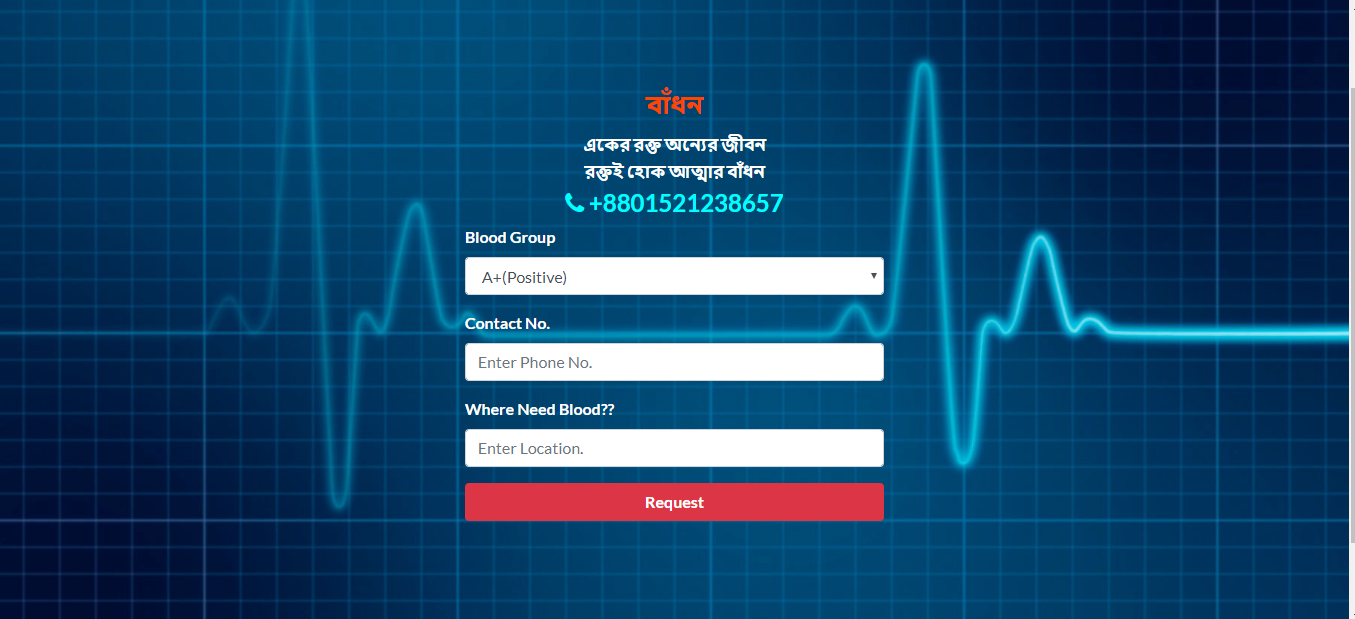 বাঁধন
একের রক্ত অন্যের জীবন
রক্তই হোক আত্মার বাঁধন
+8801521238657
Blood Group
A+(Positive)
Contact No.
Enter Phone No.
Where Need Blood??
Enter Location.
Request